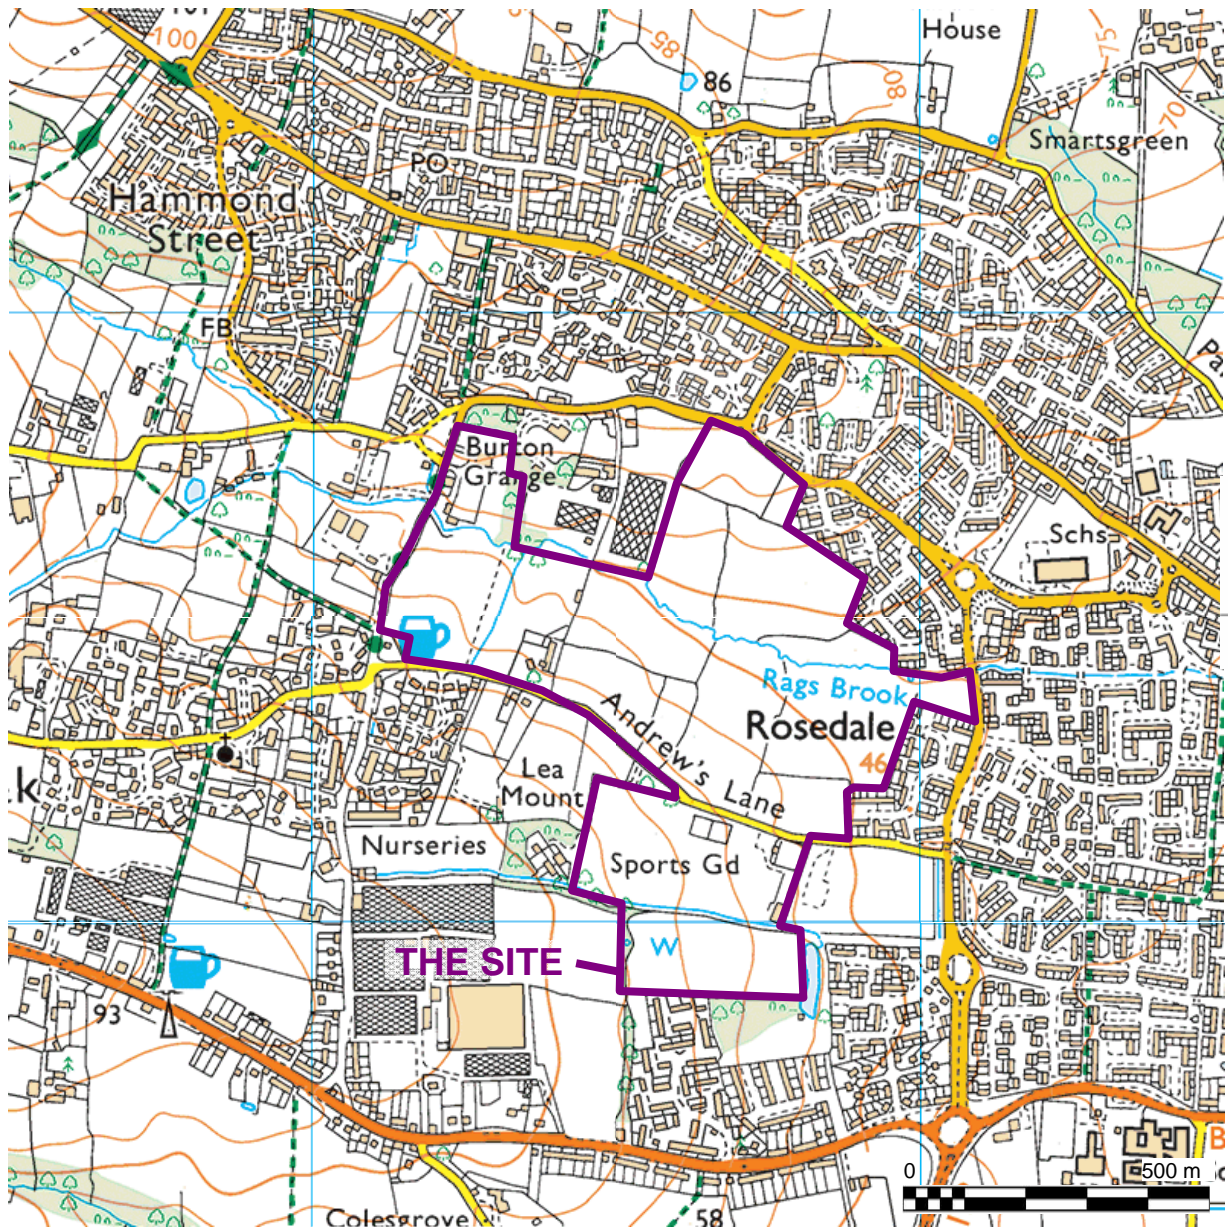 100
House
85
86
80
75
70
Smartsgreen
PO
Hammond
Street
FB
Burton
Grange
Schs
Rags Brook
Rosedale
46
Andrew's Lane
Lea
Mount
k
Nurseries
Sports Gd
W
THE SITE
93
0
500 m
B
Colesgrove
58